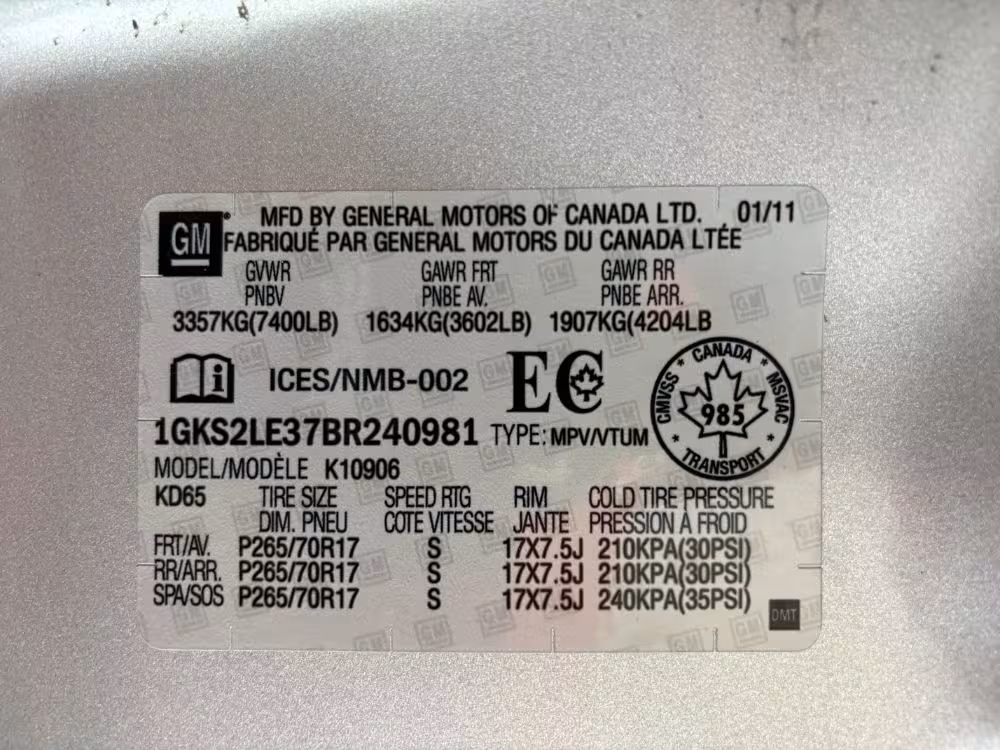 GM MFD BY GENERAL MOTORS OF CANADA LTD. 01/11
FABRIQUÉ PAR GENERAL MOTORS DU CANADA LTÉE
GVWR GAWR FRT GAWR RR
PNBV PNBE AV. PNBE ARR.
3357KG(7400LB) 1634KG(3602LB) 1907KG(4204LB
i ICES/NMB-002 EC
CANADA
CMVSS 985 MSVAC
TRANSPORT
1GKS2LE37BR240981 TYPE: MPV/VTUM
MODEL/MODÈLE K10906
KD65 TIRE SIZE SPEED RTG RIM COLD TIRE PRESSURE
DIM. PNEU COTE VITESSE JANTE PRESSION À FROID
FRT/AV. P265/70R17 S 17X7.5J 210KPA(30PSI)
RR/ARR. P265/70R17 S 17X7.5J 210KPA(30PSI)
SPA/SOS P265/70R17 S 17X7.5J 240KPA(35PSI)
DMT